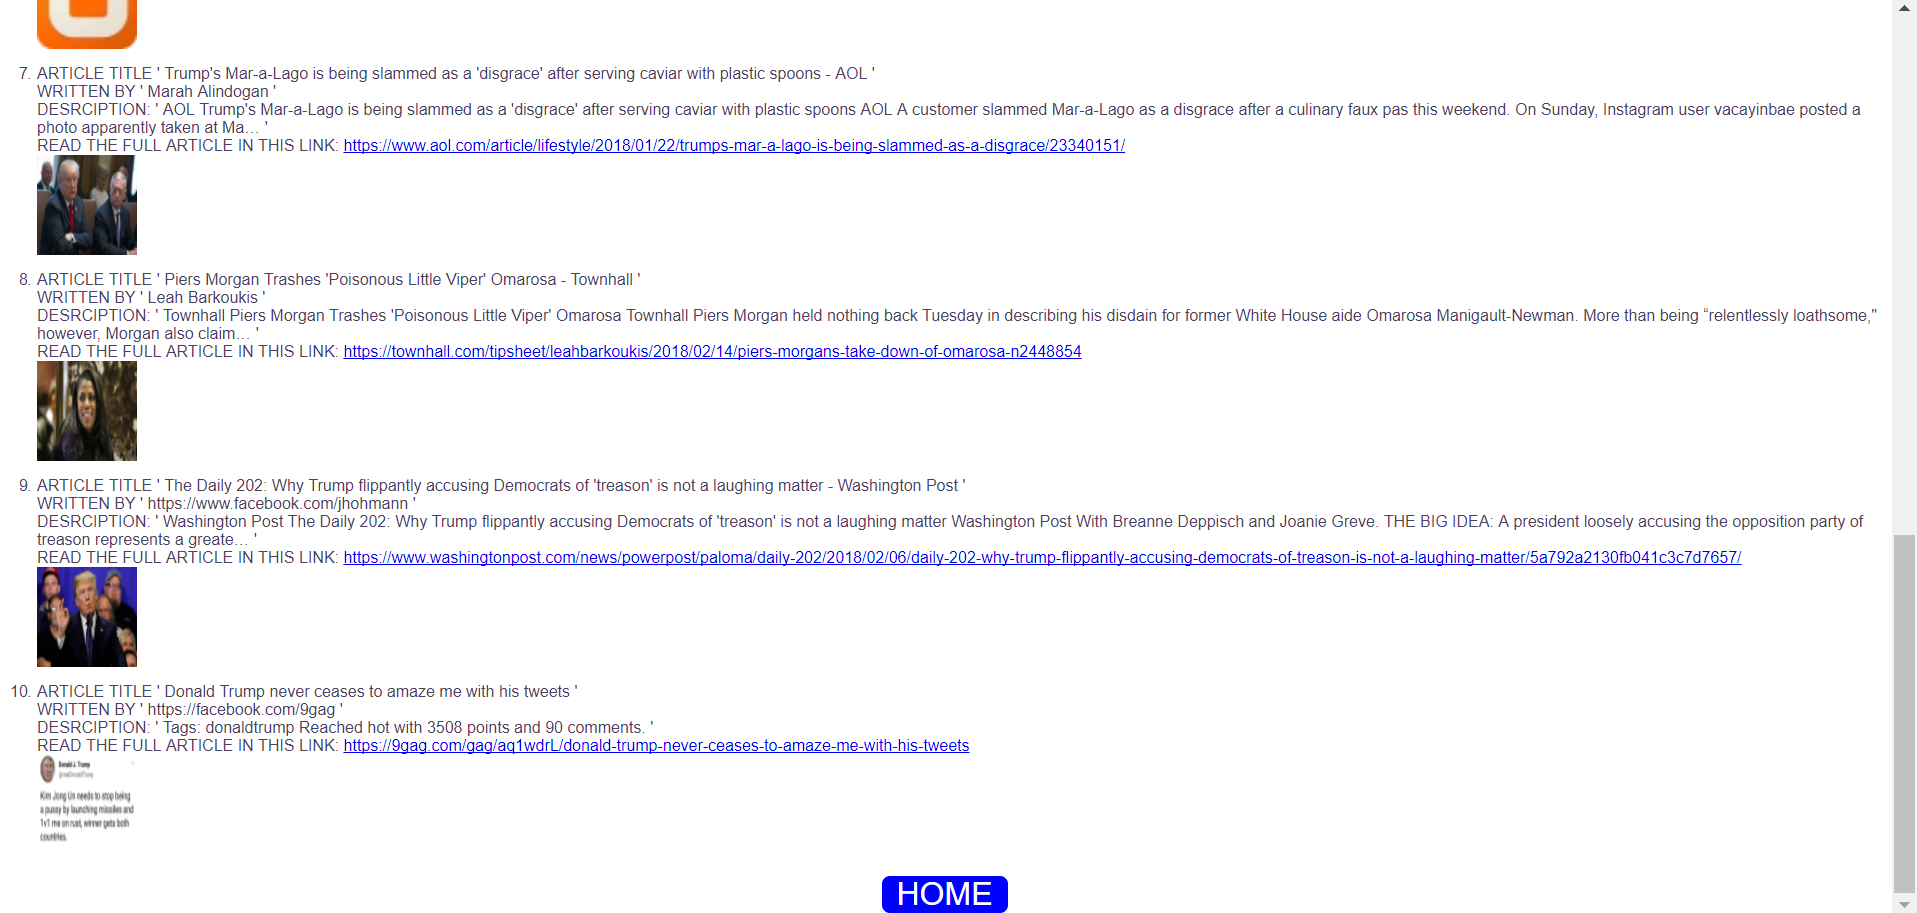 7. ARTICLE TITLE ' Trump's Mar-a-Lago is being slammed as a 'disgrace' after serving caviar with plastic spoons - AOL '
WRITTEN BY ' Marah Alindogan '
DESRCIPTION: ' AOL Trump's Mar-a-Lago is being slammed as a 'disgrace' after serving caviar with plastic spoons AOL A customer slammed Mar-a-Lago as a disgrace after a culinary faux pas this weekend. On Sunday, Instagram user vacayinbae posted a
photo apparently taken at Ma… '
READ THE FULL ARTICLE IN THIS LINK: https://www.aol.com/article/lifestyle/2018/01/22/trumps-mar-a-lago-is-being-slammed-as-a-disgrace/23340151/
8. ARTICLE TITLE ' Piers Morgan Trashes 'Poisonous Little Viper' Omarosa - Townhall '
WRITTEN BY ' Leah Barkoukis '
DESRCIPTION: ' Townhall Piers Morgan Trashes 'Poisonous Little Viper' Omarosa Townhall Piers Morgan held nothing back Tuesday in describing his disdain for former White House aide Omarosa Manigault-Newman. More than being “relentlessly loathsome,"
however, Morgan also claim… '
READ THE FULL ARTICLE IN THIS LINK: https://townhall.com/tipsheet/leahbarkoukis/2018/02/14/piers-morgans-take-down-of-omarosa-n2448854
9. ARTICLE TITLE ' The Daily 202: Why Trump flippantly accusing Democrats of 'treason' is not a laughing matter - Washington Post '
WRITTEN BY ' https://www.facebook.com/jhohmann '
DESRCIPTION: ' Washington Post The Daily 202: Why Trump flippantly accusing Democrats of 'treason' is not a laughing matter Washington Post With Breanne Deppisch and Joanie Greve. THE BIG IDEA: A president loosely accusing the opposition party of
treason represents a greate… '
READ THE FULL ARTICLE IN THIS LINK: https://www.washingtonpost.com/news/powerpost/paloma/daily-202/2018/02/06/daily-202-why-trump-flippantly-accusing-democrats-of-treason-is-not-a-laughing-matter/5a792a2130fb041c3c7d7657/
10. ARTICLE TITLE ' Donald Trump never ceases to amaze me with his tweets '
WRITTEN BY ' https://facebook.com/9gag '
DESRCIPTION: ' Tags: donaldtrump Reached hot with 3508 points and 90 comments. '
READ THE FULL ARTICLE IN THIS LINK: https://9gag.com/gag/aq1wdrL/donald-trump-never-ceases-to-amaze-me-with-his-tweets
Donald J. Trump
@realDonaldTrump
Kim Jong Un needs to stop being
a pussy by launching missiles and
1v1 me on rust, winner gets both
countries.
HOME